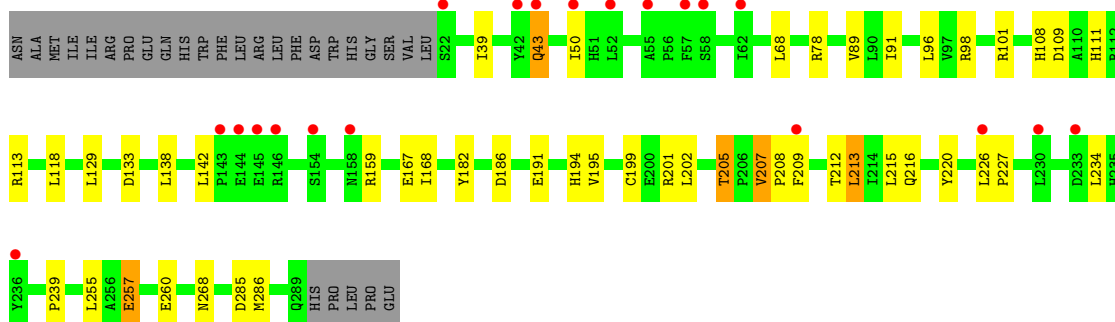 ASN ALA MET ILE ILE ARG PRO GLU GLN HIS TRP PHE LEU ARG LEU PHE ASP TRP HIS GLY SER VAL LEU S22 I39 Y42 Q43 I50 H51 L52 A55 P56 F57 S58 I62 L68 R78 V89 L90 I91 L96 V97 R98 R101 H108 D109 A110 H111 R112
R113 L118 L129 D133 L138 L142 P143 E144 E145 R146 S154 N158 R159 E167 I168 Y182 D186 E191 H194 V195 C199 E200 R201 L202 T205 P206 V207 P208 F209 T212 L213 I214 L215 Q216 Y220 L226 P227 L230 D233 L234 H235
Y236 P239 L255 A256 E257 E260 N268 D285 M286 Q289 HIS PRO LEU PRO GLU